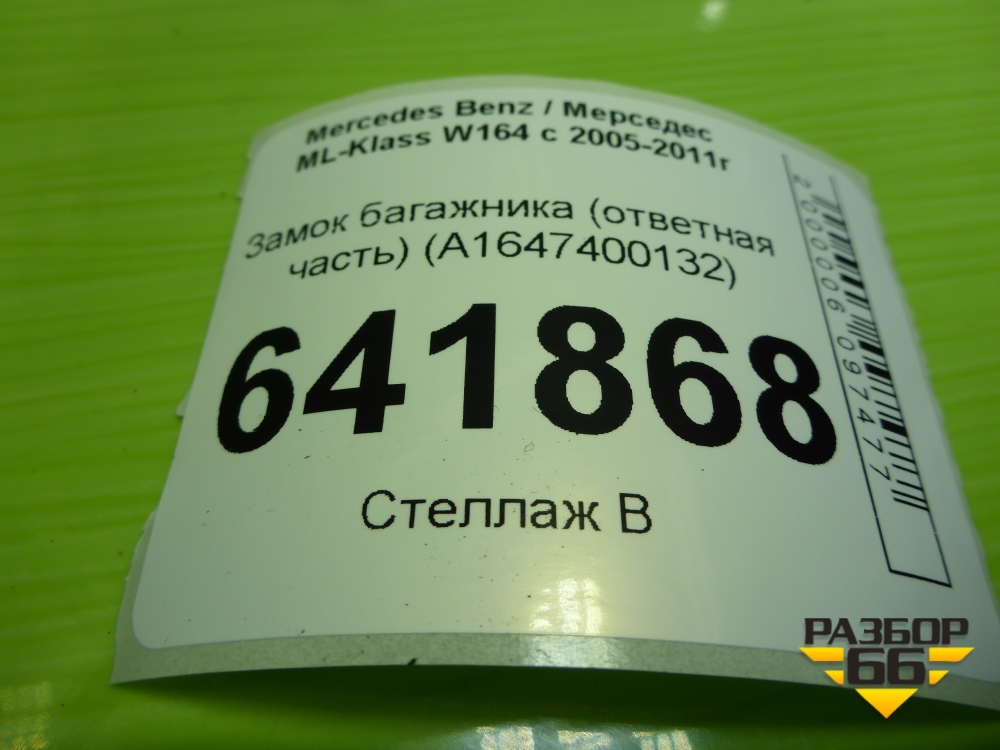 Mercedes Benz / Мерседес
ML-Klass W164 с 2005-2011г
Замок багажника (ответная
часть) (A1647400132)
641868
Стеллаж В
2000006097477
РАЗБОР
66